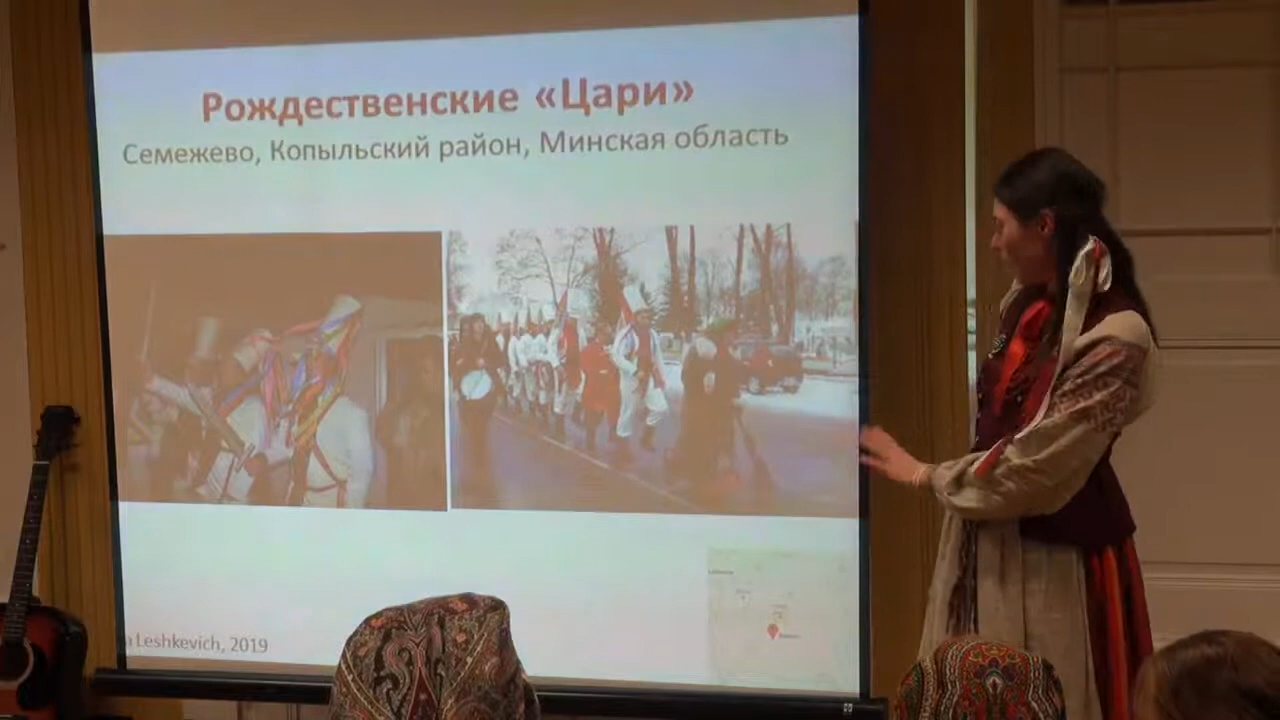 Рождественские «Цари»
Семежево, Копыльский район, Минская область
Leshkevich, 2019